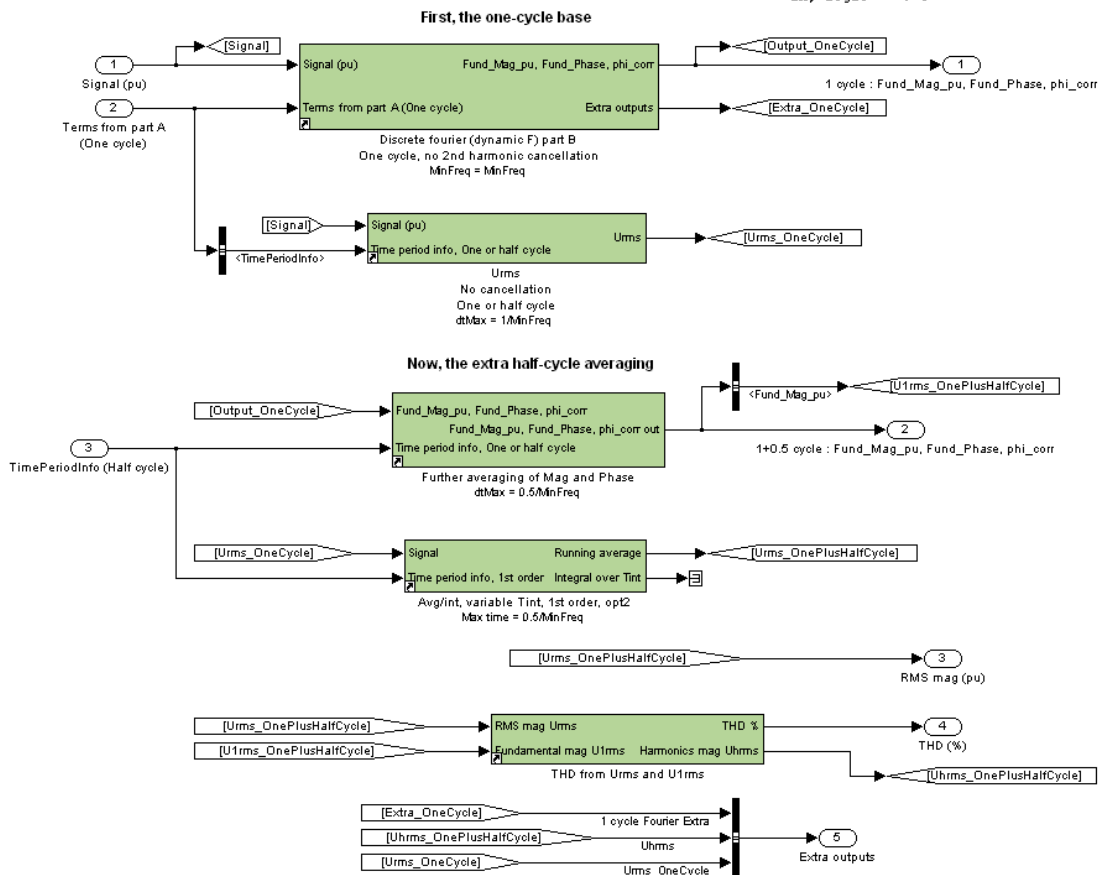 First, the one-cycle base
[Signal]
[Output_OneCycle]
1
Signal (pu)
Signal (pu)
Fund_Mag_pu, Fund_Phase, phi_corr
1
1 cycle : Fund_Mag_pu, Fund_Phase, phi_corr
2
Terms from part A
(One cycle)
Terms from part A (One cycle)
Extra outputs
[Extra_OneCycle]
Discrete fourier (dynamic F) part B
One cycle, no 2nd harmonic cancellation
MinFreq = MinFreq
[Signal]
Signal (pu)
Urms
[Urms_OneCycle]
<TimePeriodInfo>
Time period info, One or half cycle
Urms
No cancellation
One or half cycle
dtMax = 1/MinFreq
Now, the extra half-cycle averaging
[U1rms_OnePlusHalfCycle]
<Fund_Mag_pu>
[Output_OneCycle]
Fund_Mag_pu, Fund_Phase, phi_corr
Fund_Mag_pu, Fund_Phase, phi_corr out
2
1+0.5 cycle : Fund_Mag_pu, Fund_Phase, phi_corr
3
TimePeriodInfo (Half cycle)
Time period info, One or half cycle
Further averaging of Mag and Phase
dtMax = 0.5/MinFreq
[Urms_OneCycle]
Signal
Running average
[Urms_OnePlusHalfCycle]
Time period info, 1st order
Integral over Tint
Avg/int, variable Tint, 1st order, opt2
Max time = 0.5/MinFreq
[Urms_OnePlusHalfCycle]
3
RMS mag (pu)
[Urms_OnePlusHalfCycle]
RMS mag Urms
THD %
4
THD (%)
[U1rms_OnePlusHalfCycle]
Fundamental mag U1rms
Harmonics mag Uhrms
[Uhrms_OnePlusHalfCycle]
THD from Urms and U1rms
[Extra_OneCycle]
1 cycle Fourier Extra
[Uhrms_OnePlusHalfCycle]
Uhrms
5
Extra outputs
[Urms_OneCycle]
Urms_OneCycle